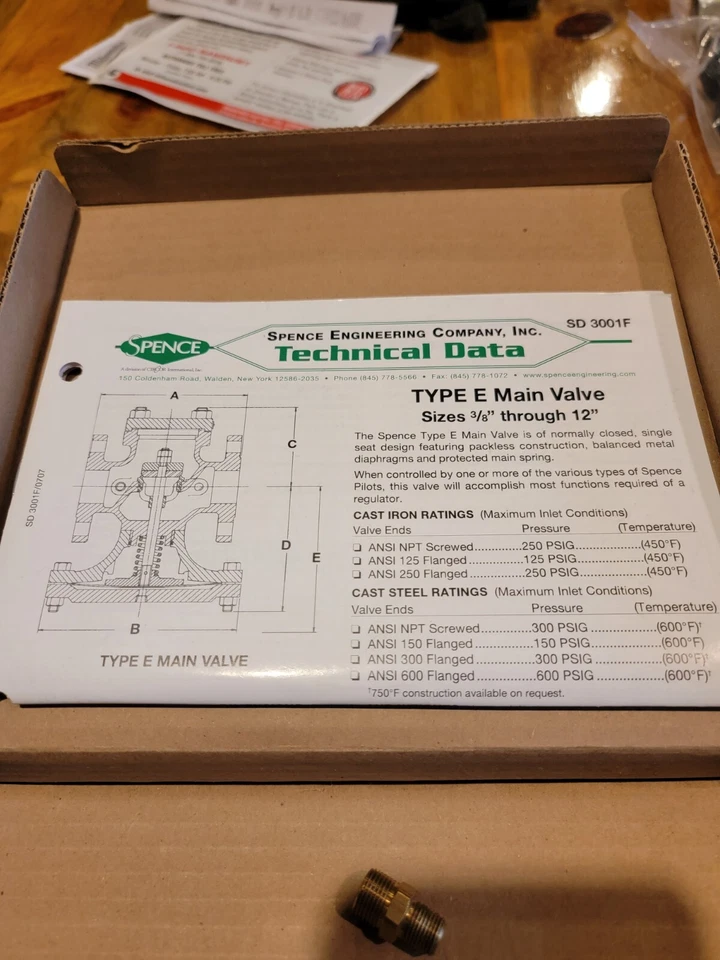 SPENCE
SPENCE ENGINEERING COMPANY, INC.
SD 3001F
Technical Data
150 Coldenham Road, Walden, New York 12586-2035 • Phone (845) 778-5566 • Fax: (845) 778-1072 • www.spenceengineering.com
TYPE E Main Valve
Sizes 3/8" through 12"
The Spence Type E Main Valve is of normally closed, single
seat design featuring packless construction, balanced metal
diaphragms and protected main spring.
When controlled by one or more of the various types of Spence
Pilots, this valve will accomplish most functions required of a
regulator.
CAST IRON RATINGS (Maximum Inlet Conditions)
Valve Ends Pressure (Temperature)
❏ ANSI NPT Screwed..............250 PSIG....................(450°F)
❏ ANSI 125 Flanged................125 PSIG....................(450°F)
❏ ANSI 250 Flanged................250 PSIG....................(450°F)
CAST STEEL RATINGS (Maximum Inlet Conditions)
Valve Ends Pressure (Temperature)
❏ ANSI NPT Screwed..............300 PSIG....................(600°F)†
❏ ANSI 150 Flanged................150 PSIG....................(600°F)
❏ ANSI 300 Flanged................300 PSIG....................(600°F)†
❏ ANSI 600 Flanged................600 PSIG....................(600°F)†
†750°F construction available on request.
A
C
D
E
B
TYPE E MAIN VALVE
SD 3001F/0707